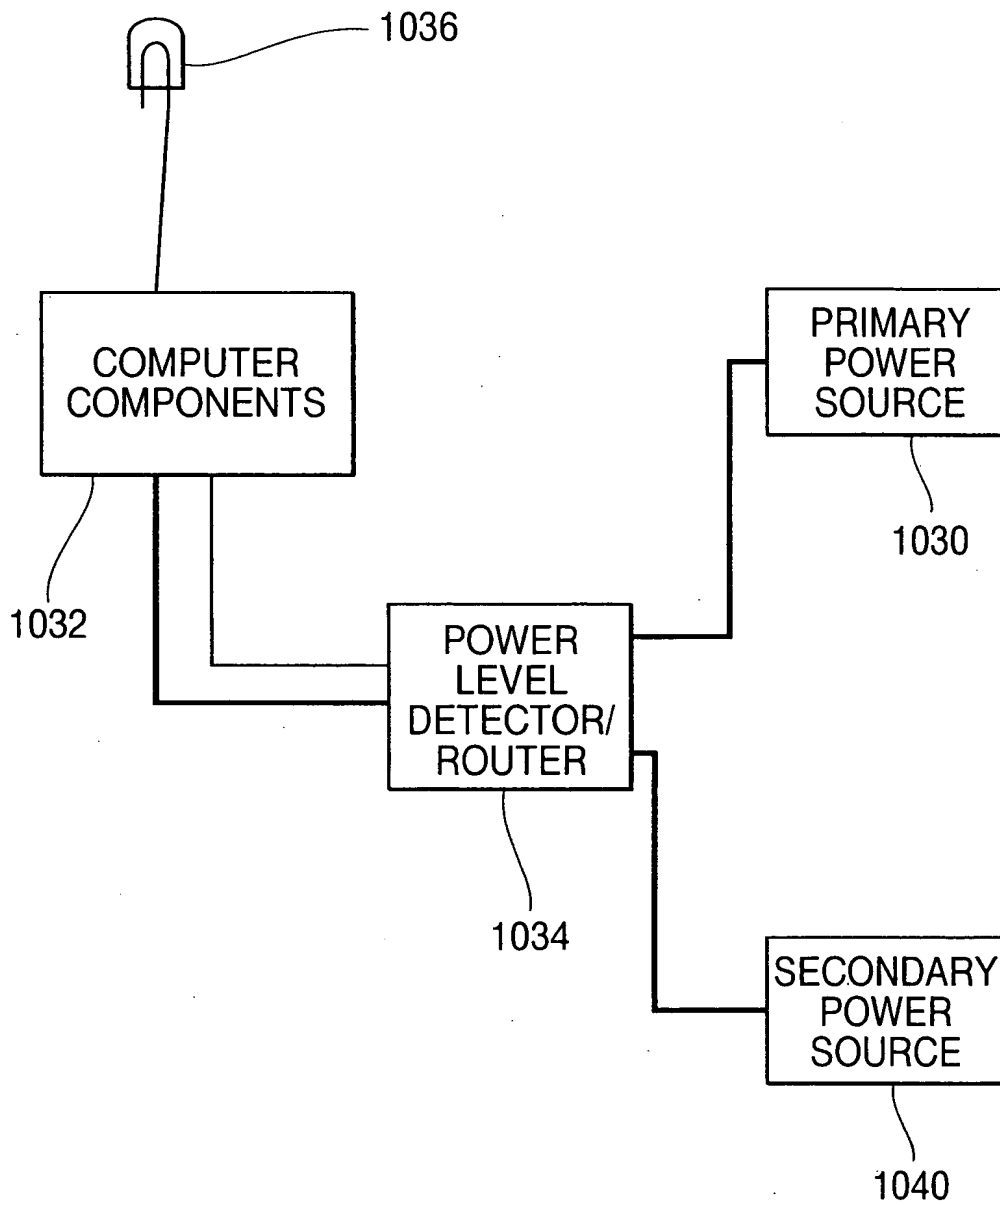 1036
COMPUTER
COMPONENTS
PRIMARY
POWER
SOURCE
1030
1032
POWER
LEVEL
DETECTOR/
ROUTER
1034
SECONDARY
POWER
SOURCE
1040